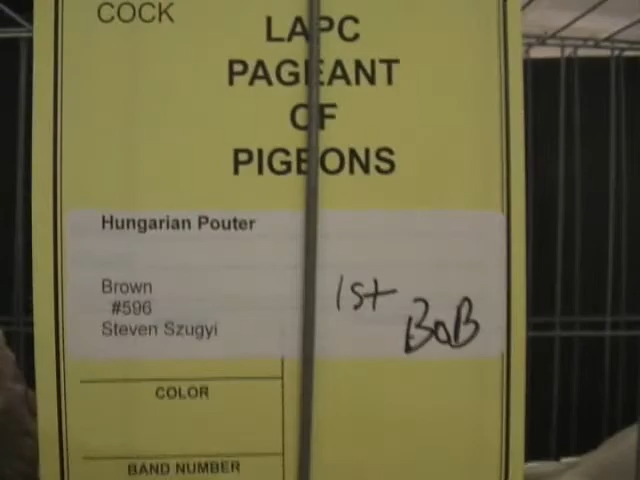 COCK
LAPC
PAGEANT
OF
PIGEONS
Hungarian Pouter
Brown
#596
Steven Szugyi
1st
BoB
COLOR
BAND NUMBER